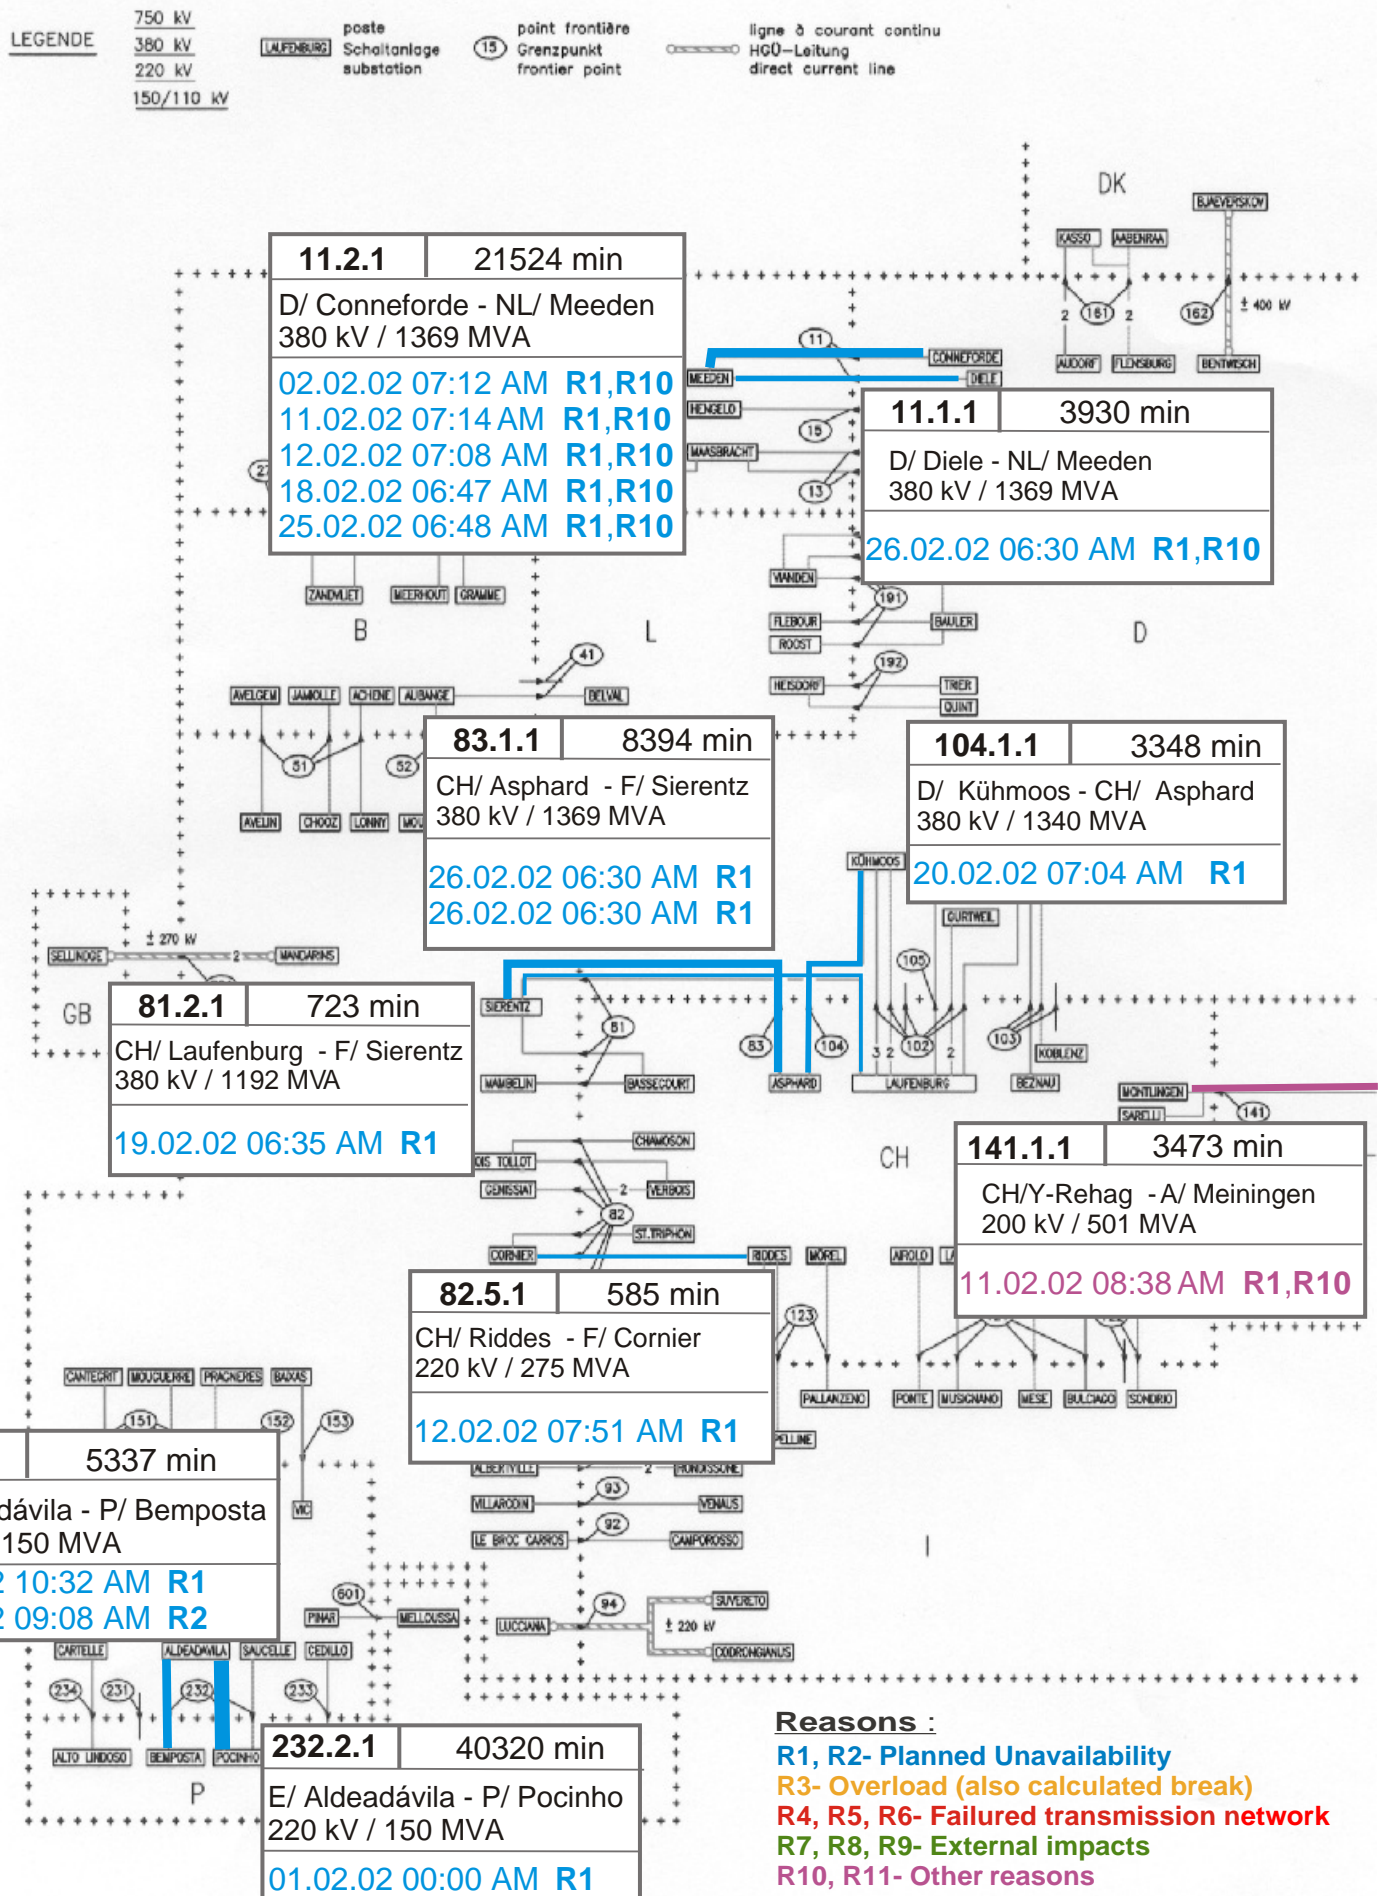 LEGENDE
750 kV
380 kV
220 kV
150/110 kV
LAUFENBURG
poste
Schaltanlage
substation
15
point frontière
Grenzpunkt
frontier point
ligne à courant continu
HGÜ-Leitung
direct current line
DK
BJAEVERSKOV
KASSO
AABENRAA
2
161
2
162
± 400 kV
AUDORF
FLENSBURG
BENTWISCH
11.2.1 21524 min
D/ Conneforde - NL/ Meeden
380 kV / 1369 MVA
02.02.02 07:12 AM R1,R10
11.02.02 07:14 AM R1,R10
12.02.02 07:08 AM R1,R10
18.02.02 06:47 AM R1,R10
25.02.02 06:48 AM R1,R10
11
CONNEFORDE
MEEDEN
DIELE
HENGELO
15
MAASBRACHT
13
11.1.1 3930 min
D/ Diele - NL/ Meeden
380 kV / 1369 MVA
26.02.02 06:30 AM R1,R10
ZANDVLIET
MEERHOUT
GRAMME
B
L
D
VIANDEN
191
FLEBOUR
BAULER
ROOST
192
HEISDORF
TRIER
QUINT
41
AVELGEM
JAMIOLLE
ACHENE
AUBANGE
BELVAL
51
52
AVELIN
CHOOZ
LONNY
83.1.1 8394 min
CH/ Asphard - F/ Sierentz
380 kV / 1369 MVA
26.02.02 06:30 AM R1
26.02.02 06:30 AM R1
104.1.1 3348 min
D/ Kühmoos - CH/ Asphard
380 kV / 1340 MVA
20.02.02 07:04 AM R1
KÜHMOOS
GURTWEIL
105
± 270 kV
SELLINDGE
2
MANDARINS
GB
81.2.1 723 min
CH/ Laufenburg - F/ Sierentz
380 kV / 1192 MVA
19.02.02 06:35 AM R1
SIERENTZ
81
83
104
3 2
102
2
103
KOBLENZ
MAMBELIN
BASSECOURT
ASPHARD
LAUFENBURG
BEZNAU
MONTLINGEN
SARELLI
141
CH
CHAMOSON
OIS TOLLOT
GENISSIAT
2
VERBOIS
82
ST.TRIPHON
CORNIER
RIDDES
MÖREL
AIROLO
141.1.1 3473 min
CH/Y-Rehag - A/ Meiningen
200 kV / 501 MVA
11.02.02 08:38 AM R1,R10
82.5.1 585 min
CH/ Riddes - F/ Cornier
220 kV / 275 MVA
12.02.02 07:51 AM R1
123
PALLANZENO
PONTE
MUSIGNANO
MESE
BULCIAGO
SONDRIO
PELLINE
CANTEGRIT
MOUGUERRE
PRAGNERES
BAIXAS
151
152
153
VIC
5337 min
dávila - P/ Bemposta
150 MVA
2 10:32 AM R1
2 09:08 AM R2
ALBERTVILLE
2
RONDISSONE
93
VILLARODIN
VENAUS
92
LE BROC CARROS
CAMPOROSSO
I
601
PINAR
MELLOUSSA
LUCCIANA
94
SUVERETO
± 220 kV
CODRONGIANUS
CARTELLE
ALDEADAVILA
SAUCELLE
CEDILLO
234
231
232
233
ALTO LINDOSO
BEMPOSTA
POCINHO
P
232.2.1 40320 min
E/ Aldeadávila - P/ Pocinho
220 kV / 150 MVA
01.02.02 00:00 AM R1
Reasons :
R1, R2- Planned Unavailability
R3- Overload (also calculated break)
R4, R5, R6- Failured transmission network
R7, R8, R9- External impacts
R10, R11- Other reasons